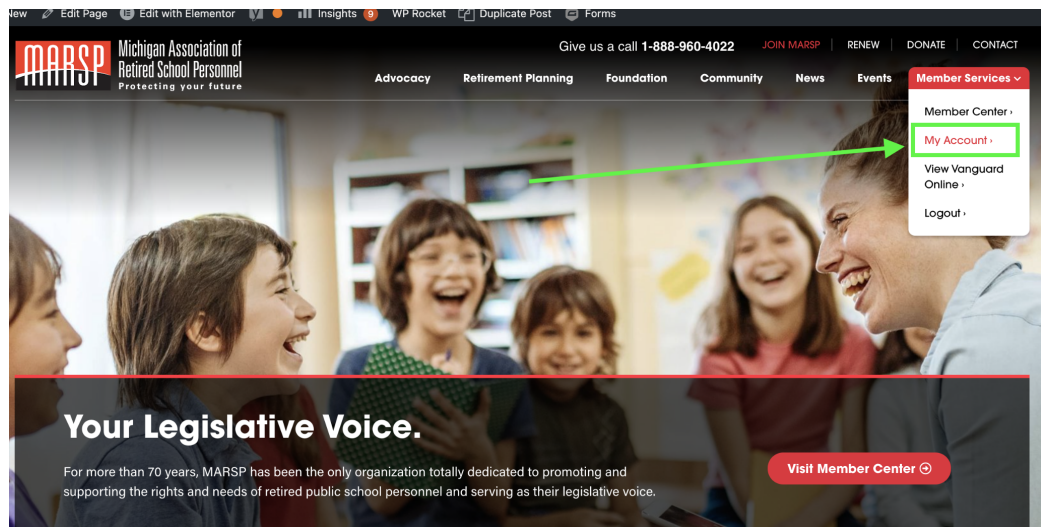 New Edit Page Edit with Elementor Insights 9 WP Rocket Duplicate Post Forms
MARSP
Michigan Association of
Retired School Personnel
Protecting your future
Give us a call 1-888-960-4022 JOIN MARSP RENEW DONATE CONTACT
Advocacy Retirement Planning Foundation Community News Events Member Services
Member Center ›
My Account ›
View Vanguard
Online ›
Logout ›
Your Legislative Voice.
For more than 70 years, MARSP has been the only organization totally dedicated to promoting and
supporting the rights and needs of retired public school personnel and serving as their legislative voice.
Visit Member Center